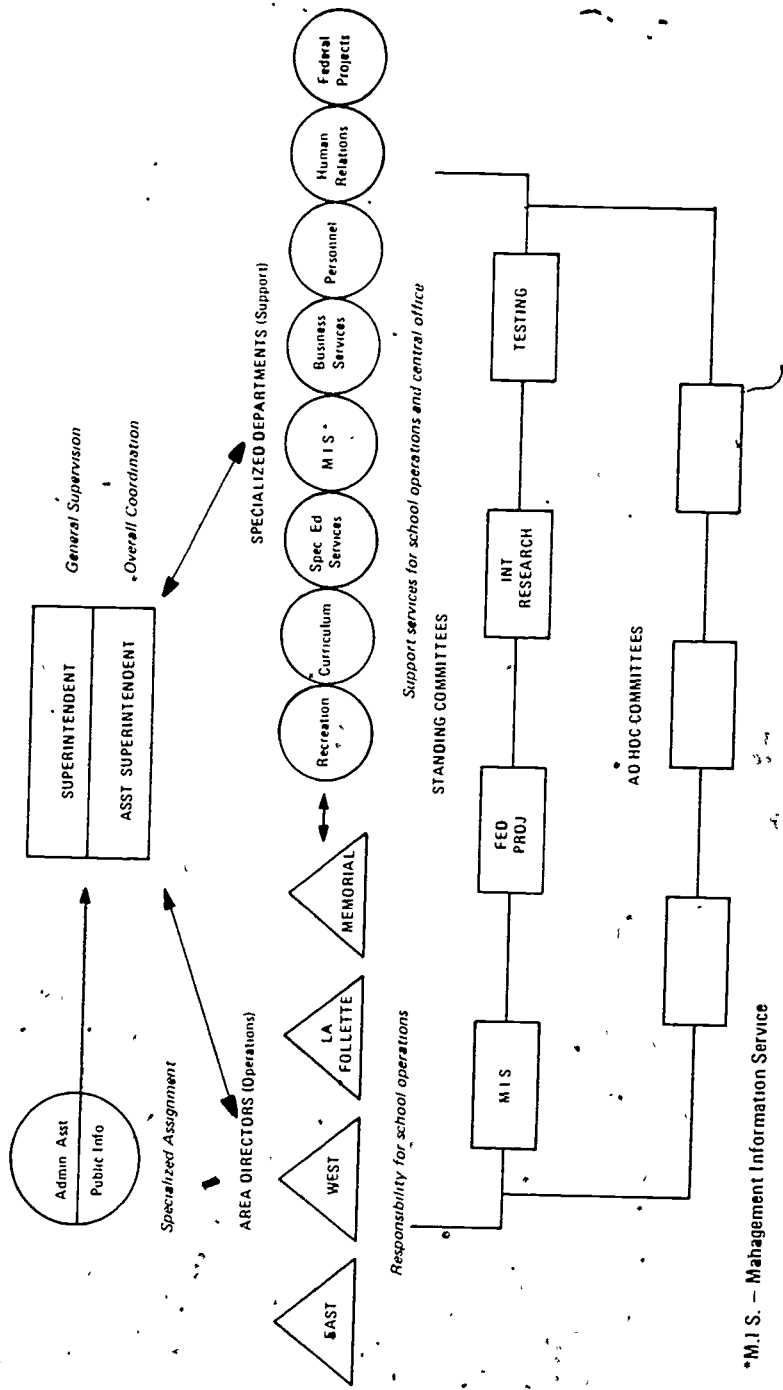 Admin Asst
Public Info
Specialized Assignment
SUPERINTENDENT
ASST SUPERINTENDENT
General Supervision
Overall Coordination
AREA DIRECTORS (Operations)
EAST
WEST
LA
FOLLETTE
MEMORIAL
Responsibility for school operations
SPECIALIZED DEPARTMENTS (Support)
Recreation
Curriculum
Spec Ed
Services
M I S*
Business
Services
Personnel
Human
Relations
Federal
Projects
Support services for school operations and central office
STANDING COMMITTEES
M I S
FED
PROJ
INT
RESEARCH
TESTING
AD HOC COMMITTEES
*M.I S. – Mahagement Information Service